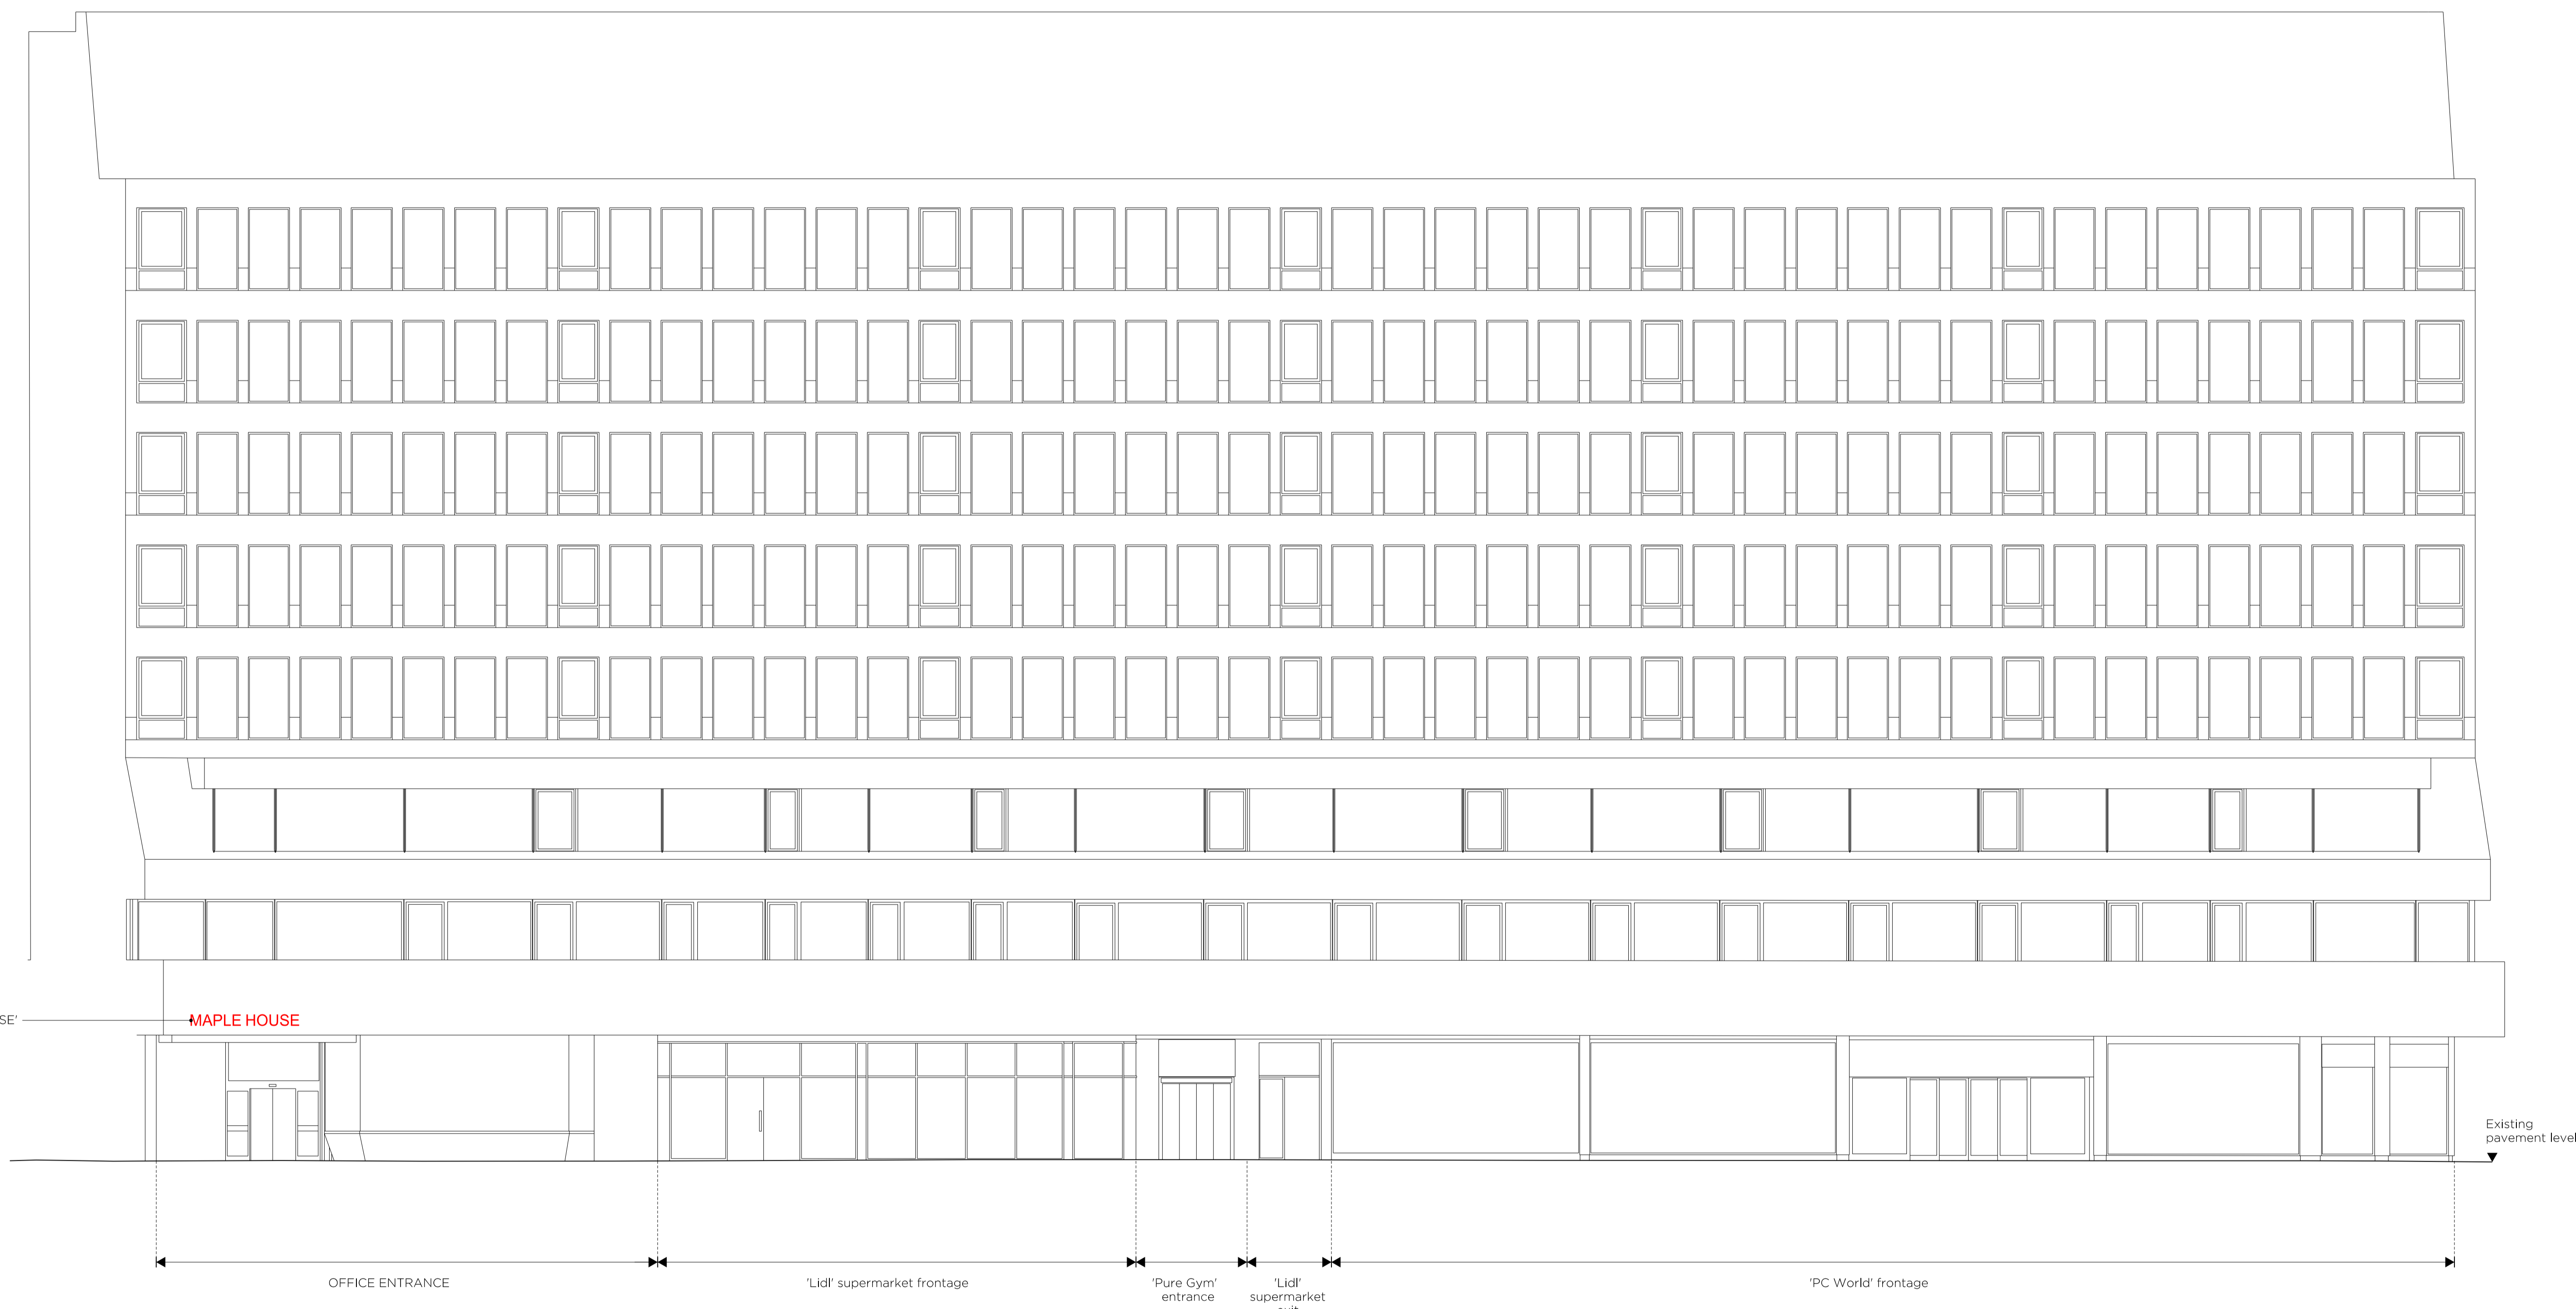 SE'
MAPLE HOUSE
Existing
pavement level
OFFICE ENTRANCE
'Lidl' supermarket frontage
'Pure Gym'
entrance
'Lidl'
supermarket
exit
'PC World' frontage